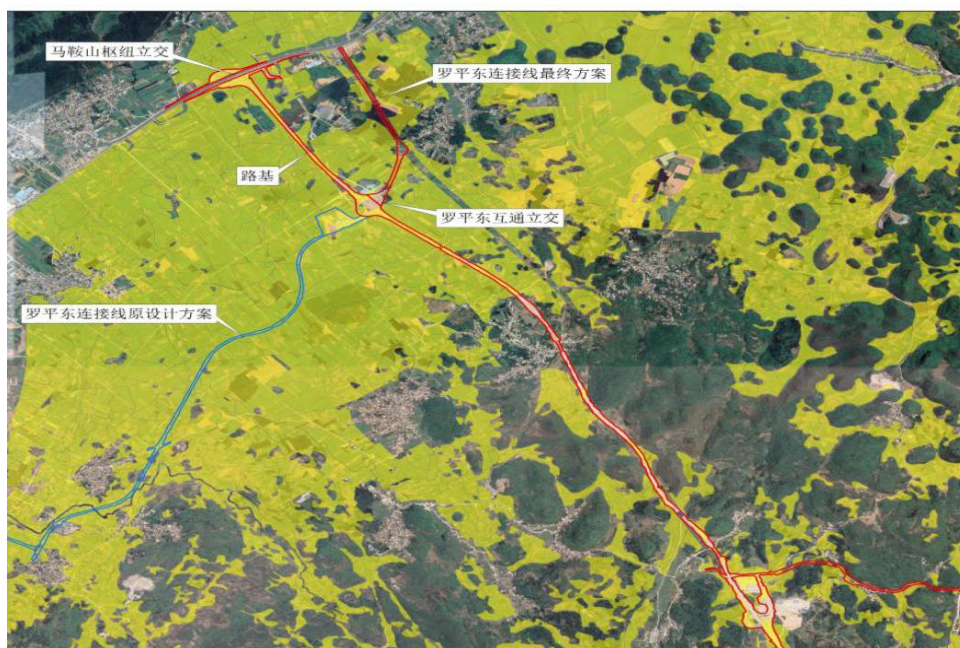 马鞍山枢纽立交
罗平东连接线最终方案
路基
罗平东互通立交
罗平东连接线原设计方案